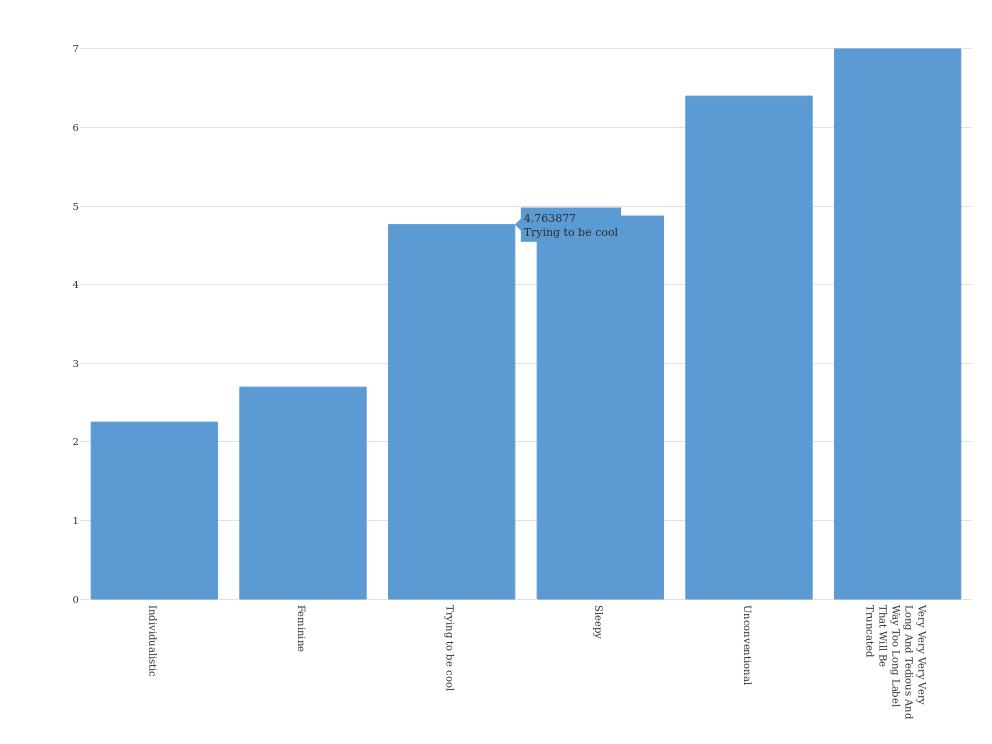 7
6
5
4
3
2
1
0
4.763877
Trying to be cool
Individualistic
Feminine
Trying to be cool
Sleepy
Unconventional
Very Very Very Very
Long And Tedious And
Way Too Long Label
That Will Be
Truncated